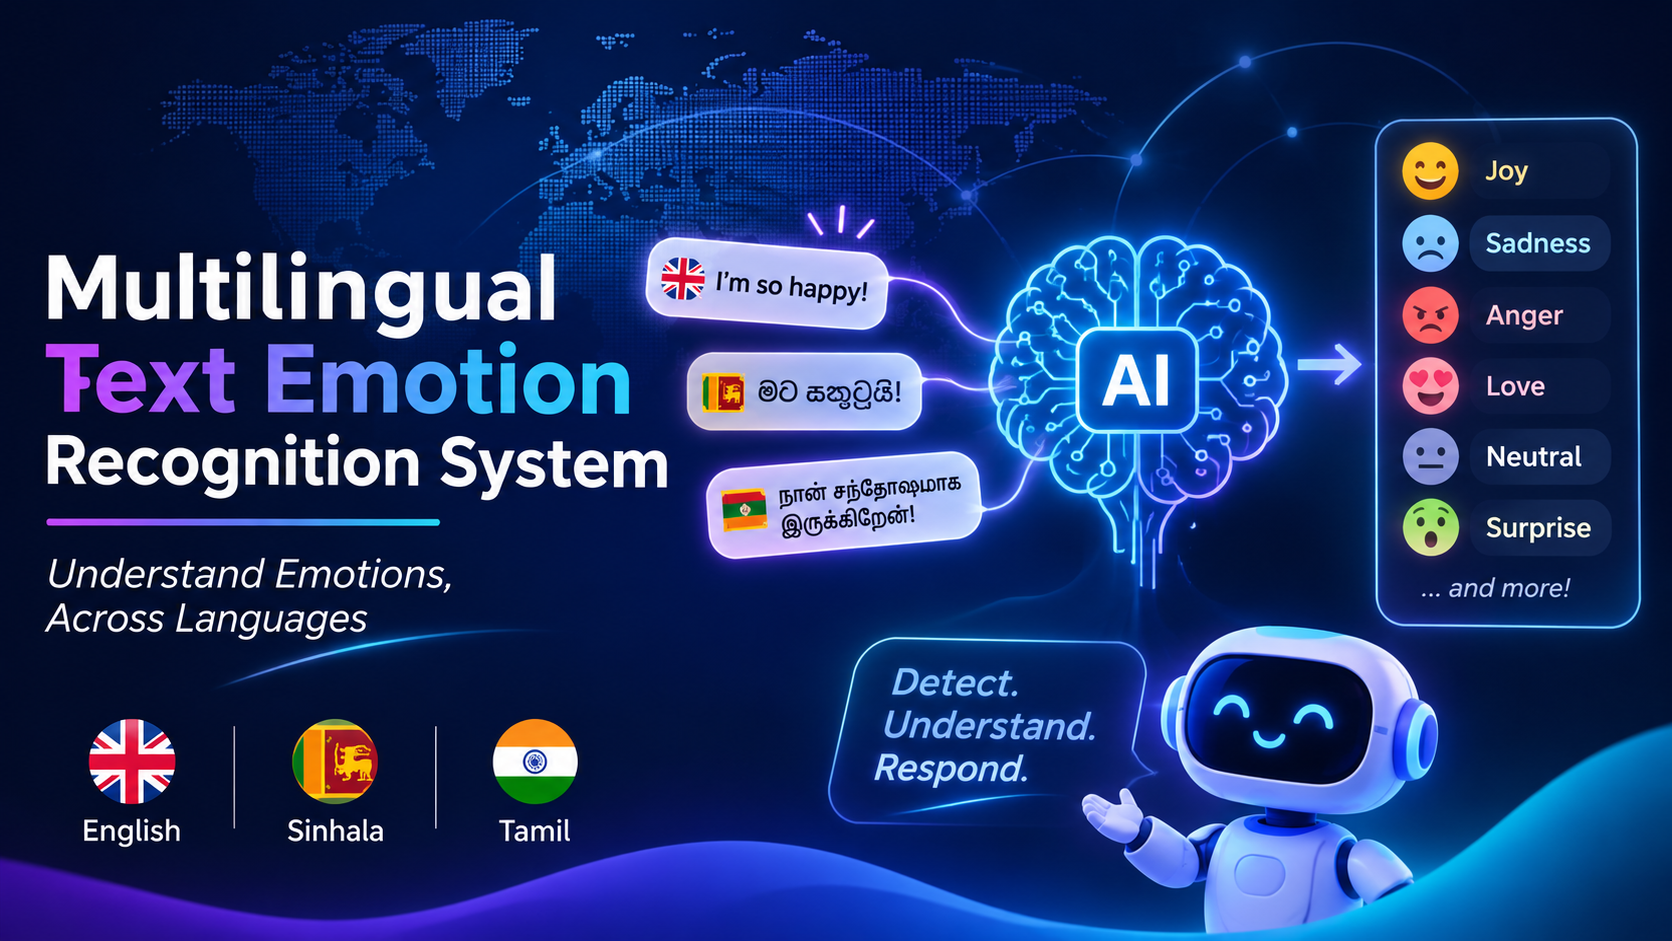 Multilingual
Text Emotion
Recognition System
Understand Emotions,
Across Languages
English
Sinhala
Tamil
I'm so happy!
මට සතුටුයි!
நான் சந்தோஷமாக
இருக்கிறேன்!
AI
Joy
Sadness
Anger
Love
Neutral
Surprise
... and more!
Detect.
Understand.
Respond.